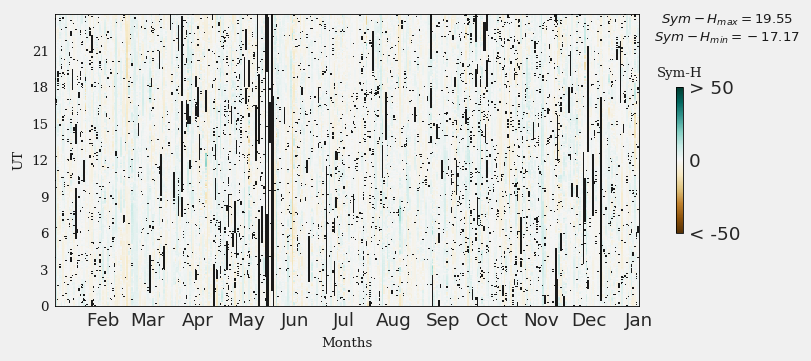 Sym-H_max = 19.55
Sym-H_min = -17.17
Sym-H
> 50
0
< -50
21
18
15
12
9
6
3
0
UT
Feb Mar Apr May Jun Jul Aug Sep Oct Nov Dec Jan
Months